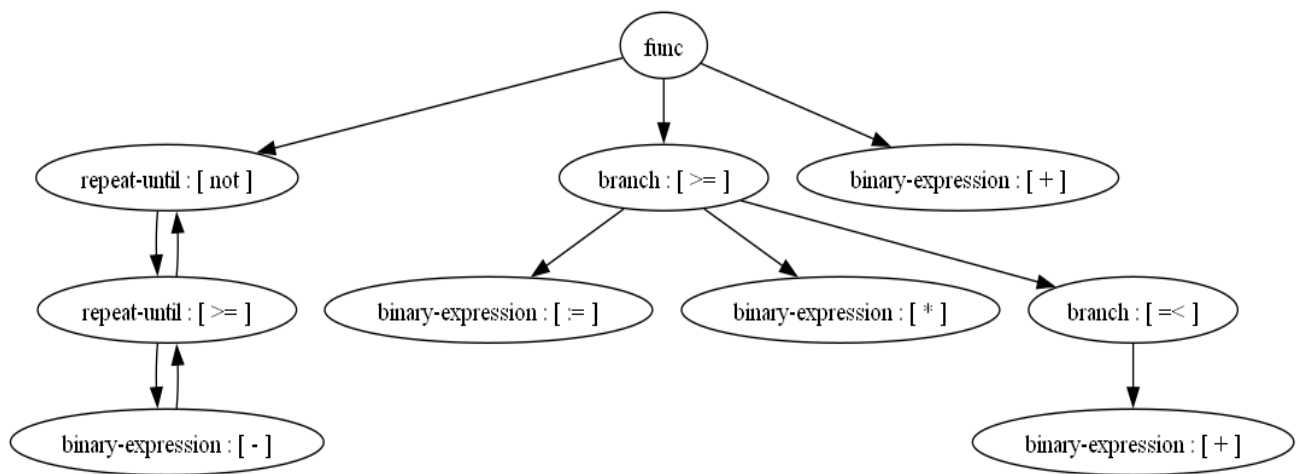 func
repeat-until : [ not ]
branch : [ >= ]
binary-expression : [ + ]
repeat-until : [ >= ]
binary-expression : [ := ]
binary-expression : [ * ]
branch : [ =< ]
binary-expression : [ - ]
binary-expression : [ + ]